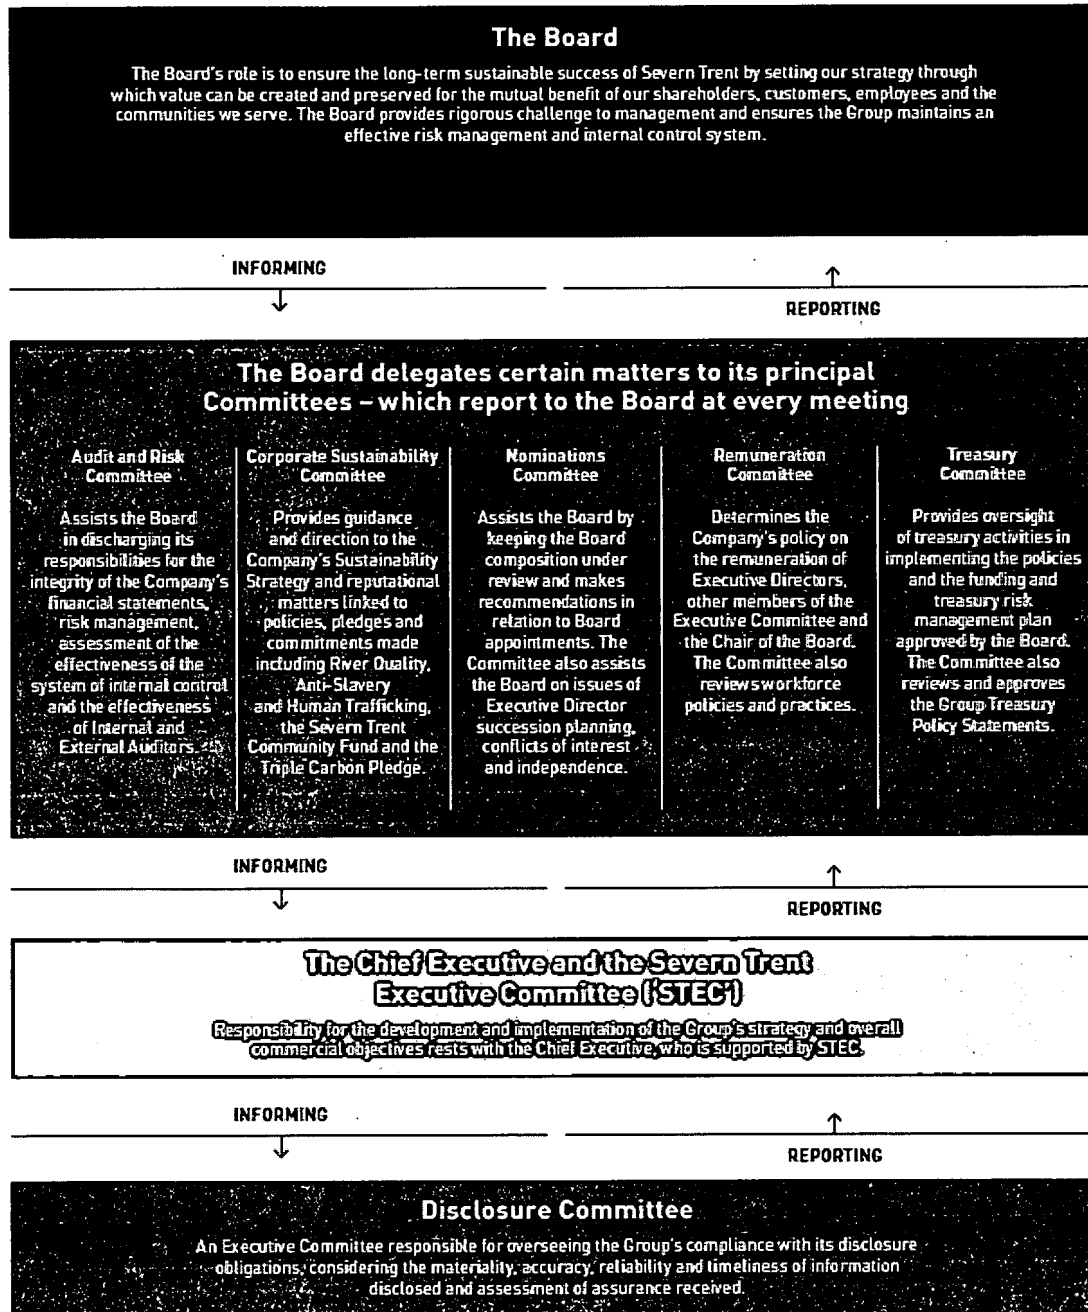 The Board
The Board's role is to ensure the long-term sustainable success of Severn Trent by setting our strategy through
which value can be created and preserved for the mutual benefit of our shareholders, customers, employees and the
communities we serve. The Board provides rigorous challenge to management and ensures the Group maintains an
effective risk management and internal control system.
INFORMING
REPORTING
The Board delegates certain matters to its principal
Committees – which report to the Board at every meeting
Audit and Risk
Committee
Assists the Board
in discharging its
responsibilities for the
integrity of the Company's
financial statements,
risk management,
assessment of the
effectiveness of the
system of internal control
and the effectiveness
of Internal and
External Auditors.
Corporate Sustainability
Committee
Provides guidance
and direction to the
Company's Sustainability
Strategy and reputational
matters linked to
policies, pledges and
commitments made
including River Quality,
Anti-Slavery
and Human Trafficking,
the Severn Trent
Community Fund and the
Triple Carbon Pledge.
Nominations
Committee
Assists the Board by
keeping the Board
composition under
review and makes
recommendations in
relation to Board
appointments. The
Committee also assists
the Board on issues of
Executive Director
succession planning,
conflicts of interest
and independence.
Remuneration
Committee
Determines the
Company's policy on
the remuneration of
Executive Directors,
other members of the
Executive Committee and
the Chair of the Board.
The Committee also
reviews workforce
policies and practices.
Treasury
Committee
Provides oversight
of treasury activities in
implementing the policies
and the funding and
treasury risk
management plan
approved by the Board.
The Committee also
reviews and approves
the Group Treasury
Policy Statements.
INFORMING
REPORTING
The Chief Executive and the Severn Trent
Executive Committee ('STEC')
Responsibility for the development and implementation of the Group's strategy and overall
commercial objectives rests with the Chief Executive, who is supported by STEC.
INFORMING
REPORTING
Disclosure Committee
An Executive Committee responsible for overseeing the Group's compliance with its disclosure
obligations, considering the materiality, accuracy, reliability and timeliness of information
disclosed and assessment of assurance received.